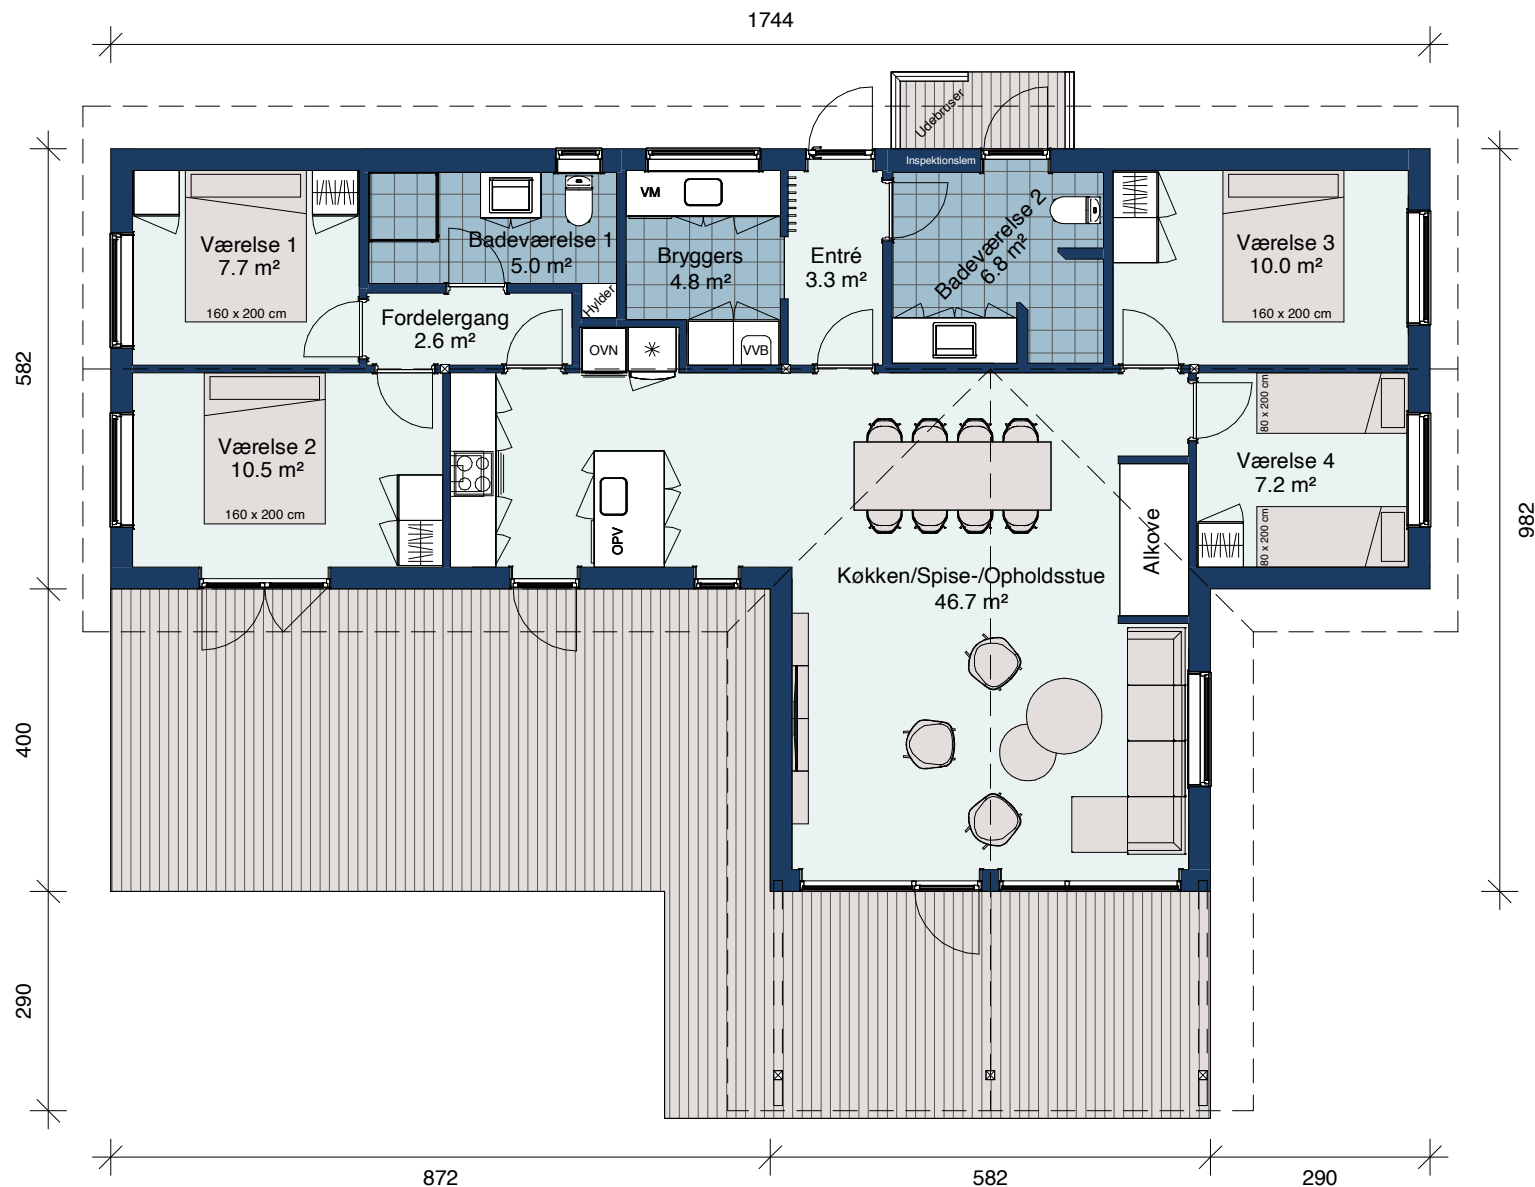 1744
Udebruser
Inspektionslem
VM
Værelse 1
7.7 m²
160 x 200 cm
Badeværelse 1
5.0 m²
Bryggers
4.8 m²
Entré
3.3 m²
Badeværelse 2
6.8 m²
Værelse 3
10.0 m²
160 x 200 cm
Hylder
Fordelergang
2.6 m²
OVN
VVB
582
982
Værelse 2
10.5 m²
160 x 200 cm
OPV
80 x 200 cm
Værelse 4
7.2 m²
80 x 200 cm
Alkove
Køkken/Spise-/Opholdsstue
46.7 m²
400
290
872
582
290